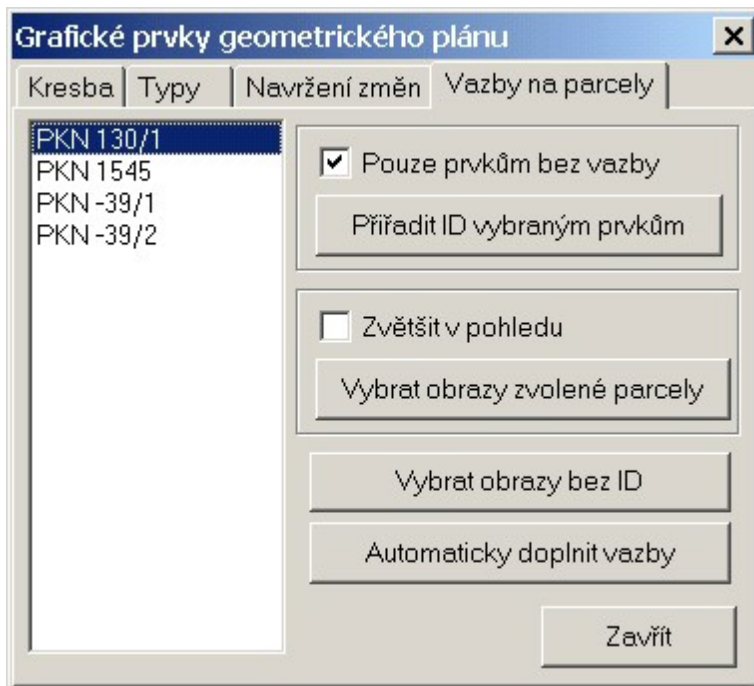 Grafické prvky geometrického plánu
Kresba Typy Navržení změn Vazby na parcely
PKN 130/1
PKN 1545
PKN -39/1
PKN -39/2
Pouze prvkům bez vazby
Přiřadit ID vybraným prvkům
Zvětšit v pohledu
Vybrat obrazy zvolené parcely
Vybrat obrazy bez ID
Automaticky doplnit vazby
Zavřít